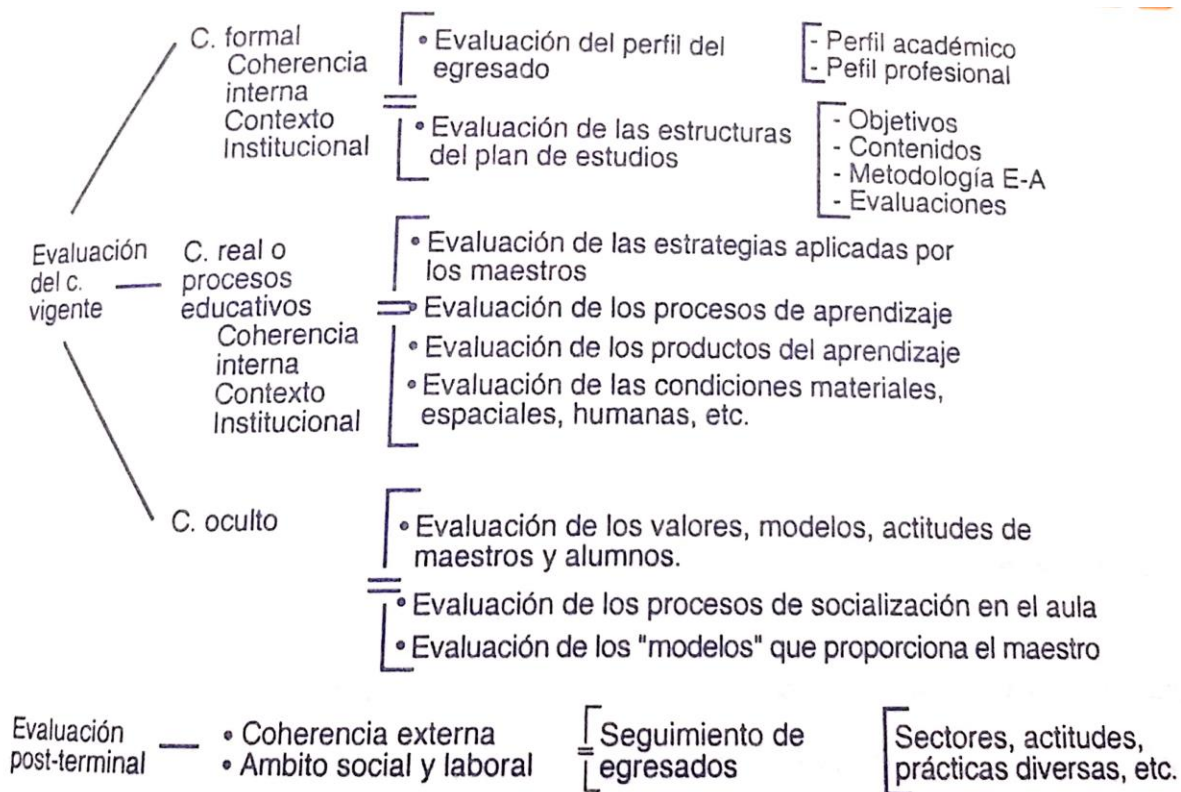 C. formal
Coherencia
interna
Contexto
Institucional
• Evaluación del perfil del
egresado
- Perfil académico
- Pefil profesional
• Evaluación de las estructuras
del plan de estudios
- Objetivos
- Contenidos
- Metodología E-A
- Evaluaciones
Evaluación
del c.
vigente
C. real o
procesos
educativos
Coherencia
interna
Contexto
Institucional
• Evaluación de las estrategias aplicadas por
los maestros
• Evaluación de los procesos de aprendizaje
• Evaluación de los productos del aprendizaje
• Evaluación de las condiciones materiales,
espaciales, humanas, etc.
C. oculto
• Evaluación de los valores, modelos, actitudes de
maestros y alumnos.
• Evaluación de los procesos de socialización en el aula
• Evaluación de los "modelos" que proporciona el maestro
Evaluación
post-terminal
• Coherencia externa
• Ambito social y laboral
Seguimiento de
egresados
Sectores, actitudes,
prácticas diversas, etc.